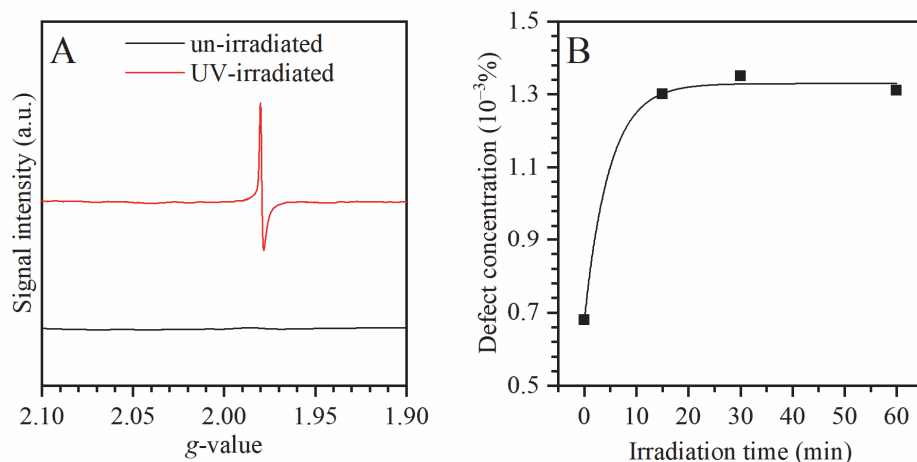 A
un-irradiated
UV-irradiated
Signal intensity (a.u.)
2.10 2.05 2.00 1.95 1.90
g-value
B
Defect concentration (10⁻³%)
1.5
1.3
1.1
0.9
0.7
0.5
0 10 20 30 40 50 60
Irradiation time (min)